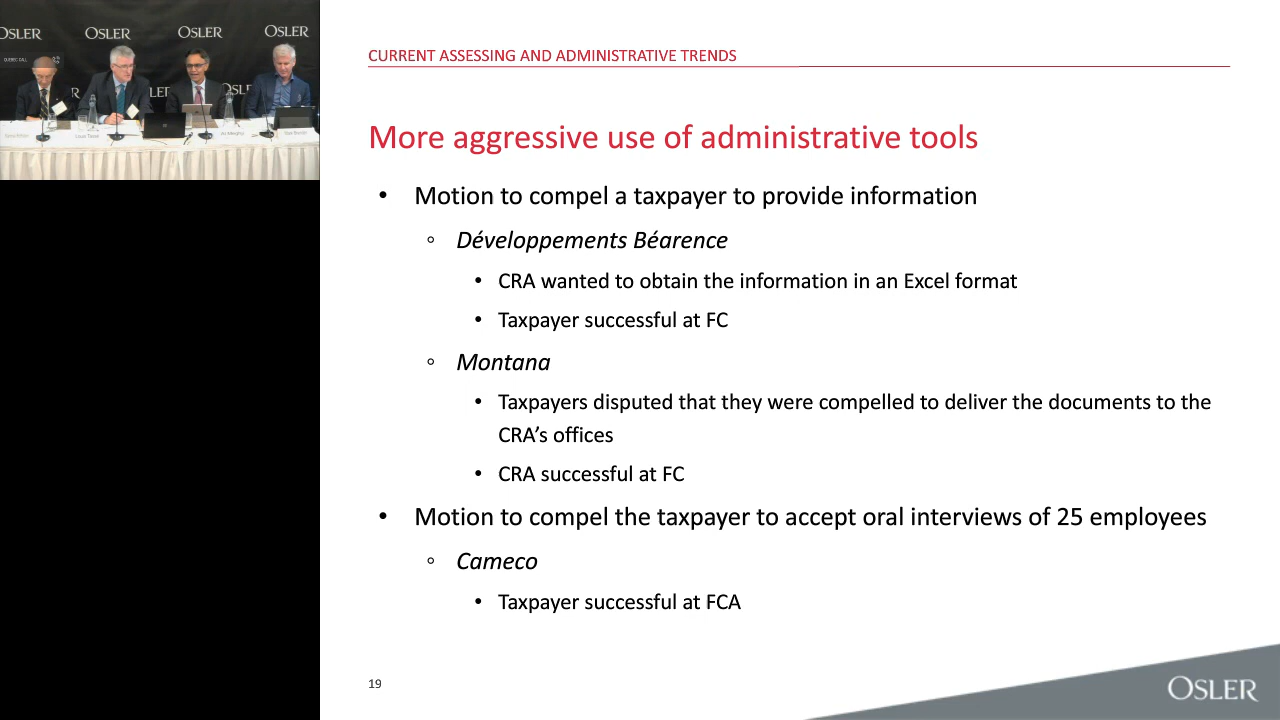 OSLER
OSLER
OSLER
OSLER
CURRENT ASSESSING AND ADMINISTRATIVE TRENDS
More aggressive use of administrative tools
• Motion to compel a taxpayer to provide information
◦ Développements Béarence
• CRA wanted to obtain the information in an Excel format
• Taxpayer successful at FC
◦ Montana
• Taxpayers disputed that they were compelled to deliver the documents to the
CRA's offices
• CRA successful at FC
• Motion to compel the taxpayer to accept oral interviews of 25 employees
◦ Cameco
• Taxpayer successful at FCA
19
OSLER